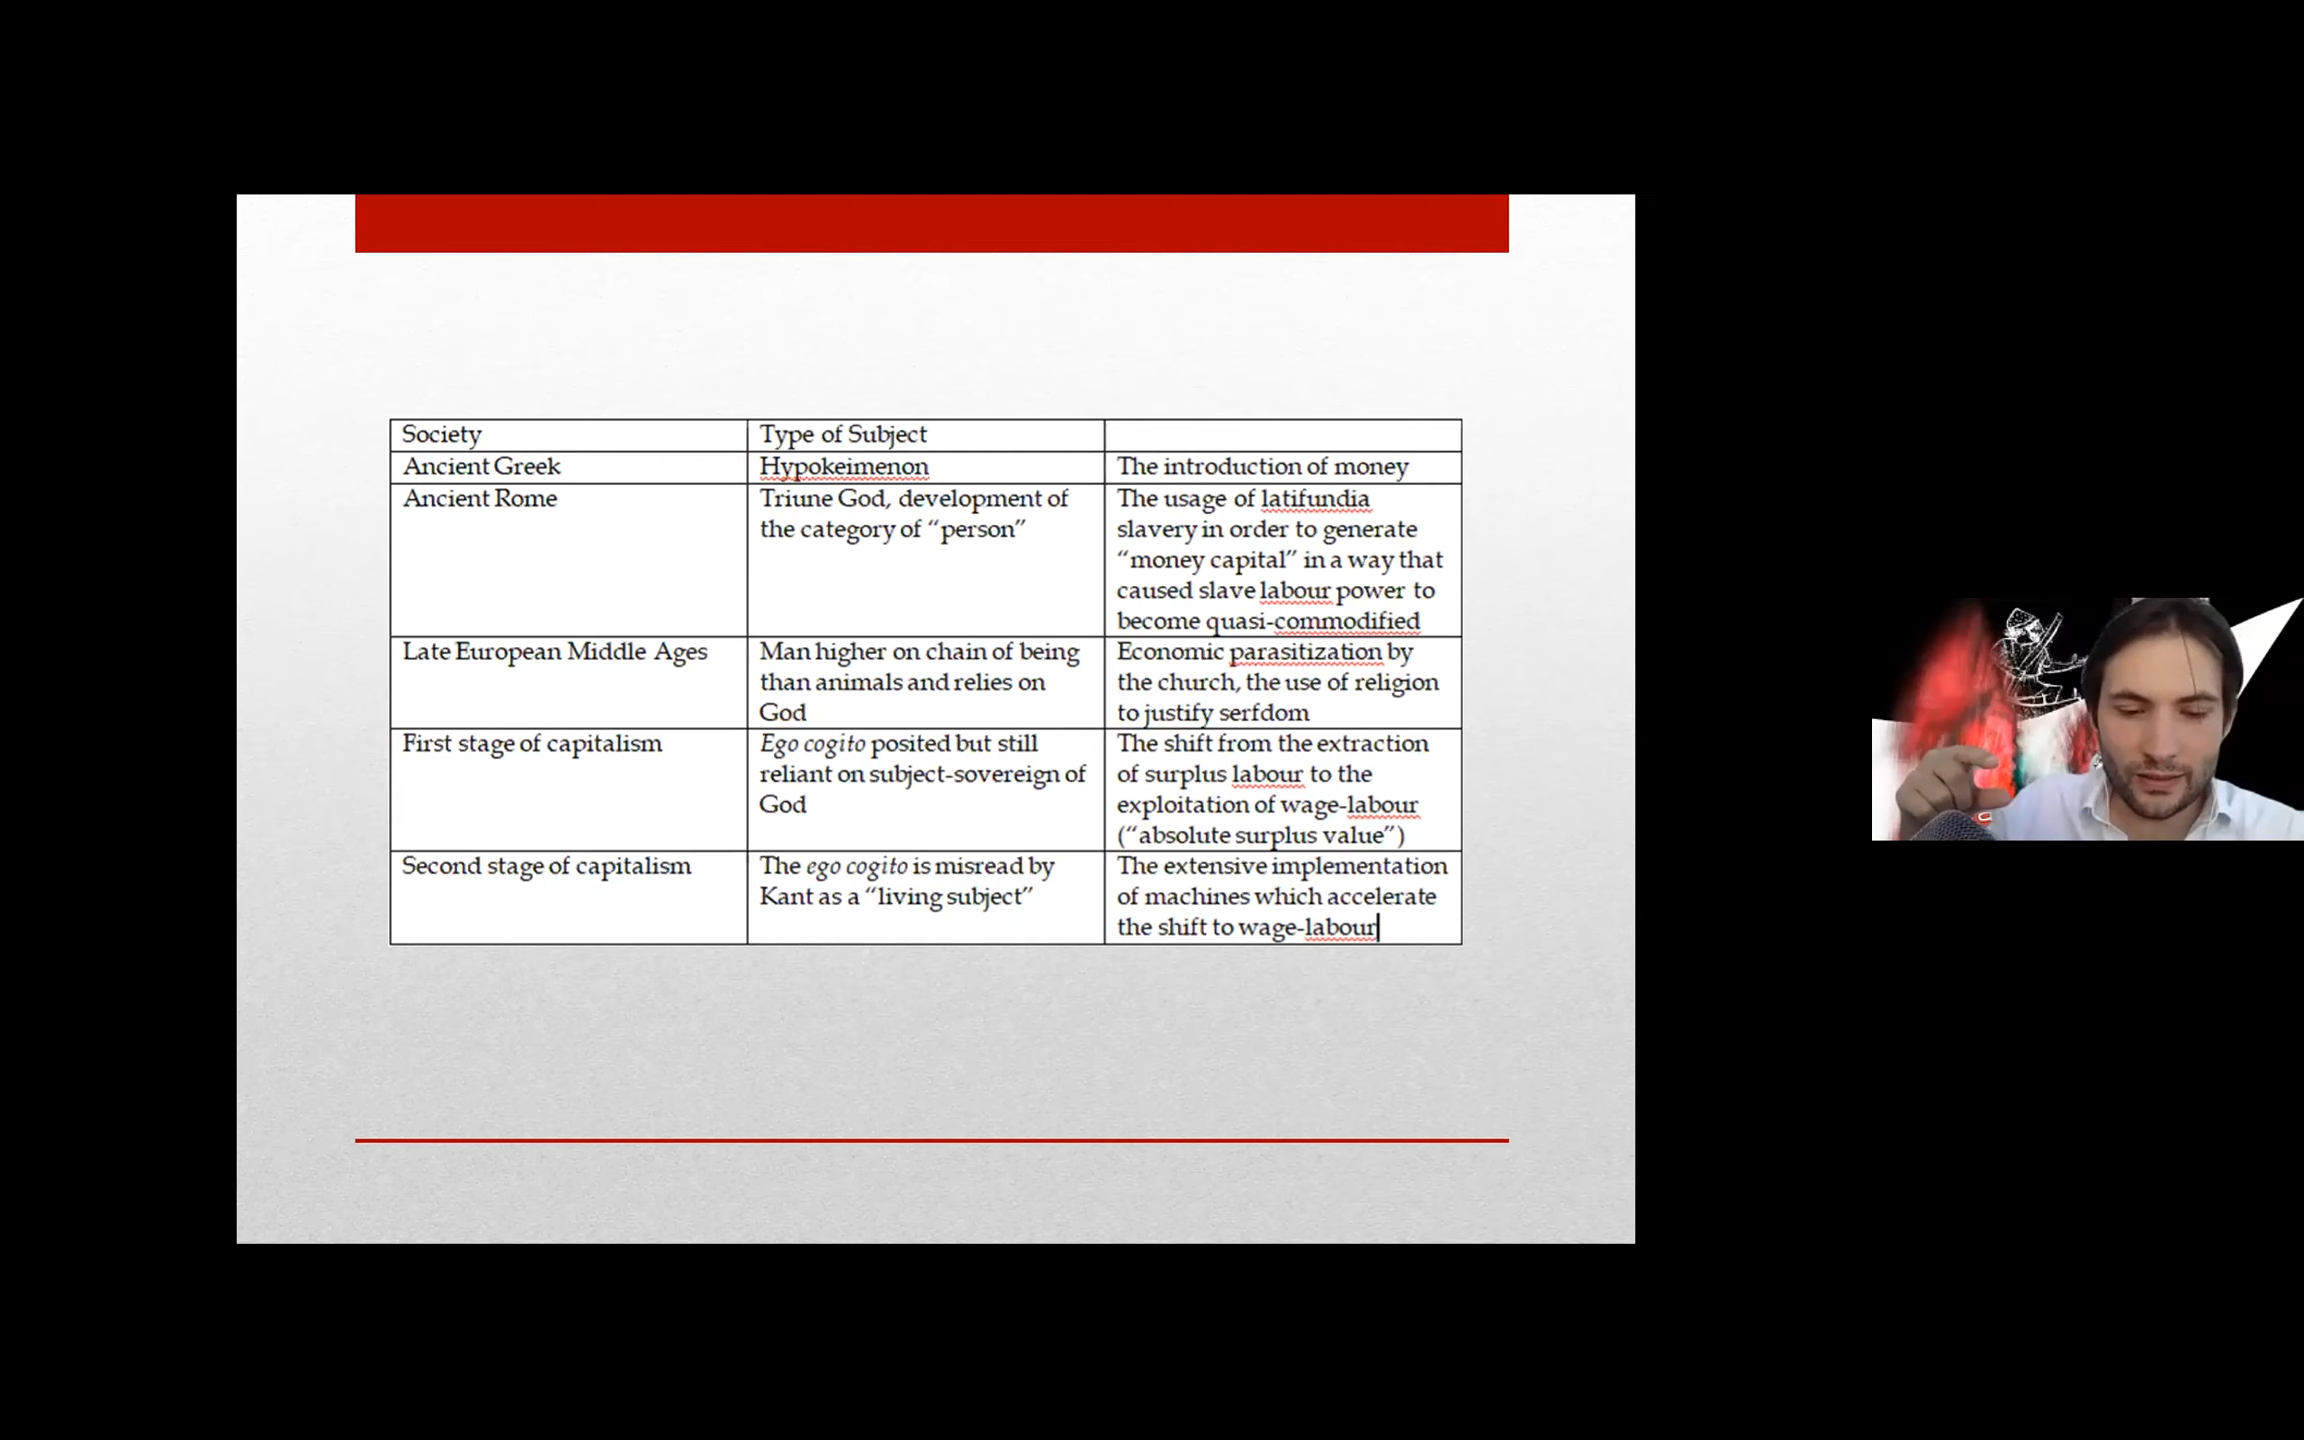 Society
Type of Subject
Ancient Greek
Hypokeimenon
The introduction of money
Ancient Rome
Triune God, development of
the category of “person”
The usage of latifundia
slavery in order to generate
“money capital” in a way that
caused slave labour power to
become quasi-commodified
Late European Middle Ages
Man higher on chain of being
than animals and relies on
God
Economic parasitization by
the church, the use of religion
to justify serfdom
First stage of capitalism
Ego cogito posited but still
reliant on subject-sovereign of
God
The shift from the extraction
of surplus labour to the
exploitation of wage-labour
(“absolute surplus value”)
Second stage of capitalism
The ego cogito is misread by
Kant as a “living subject”
The extensive implementation
of machines which accelerate
the shift to wage-labour